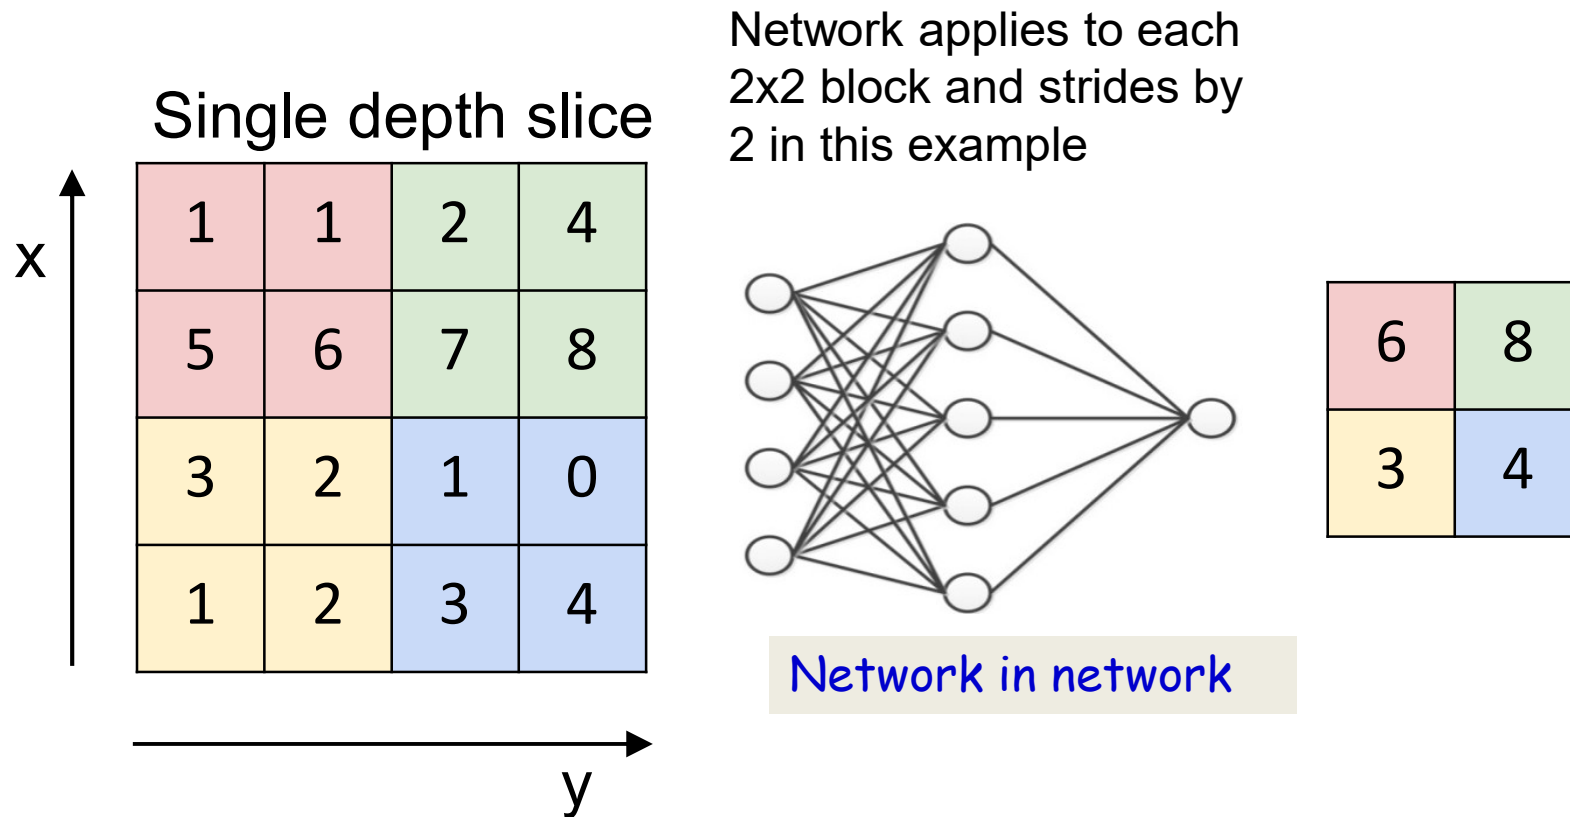 Network applies to each
2x2 block and strides by
2 in this example
Single depth slice
x
1 1 2 4
5 6 7 8
3 2 1 0
1 2 3 4
y
6 8
3 4
Network in network